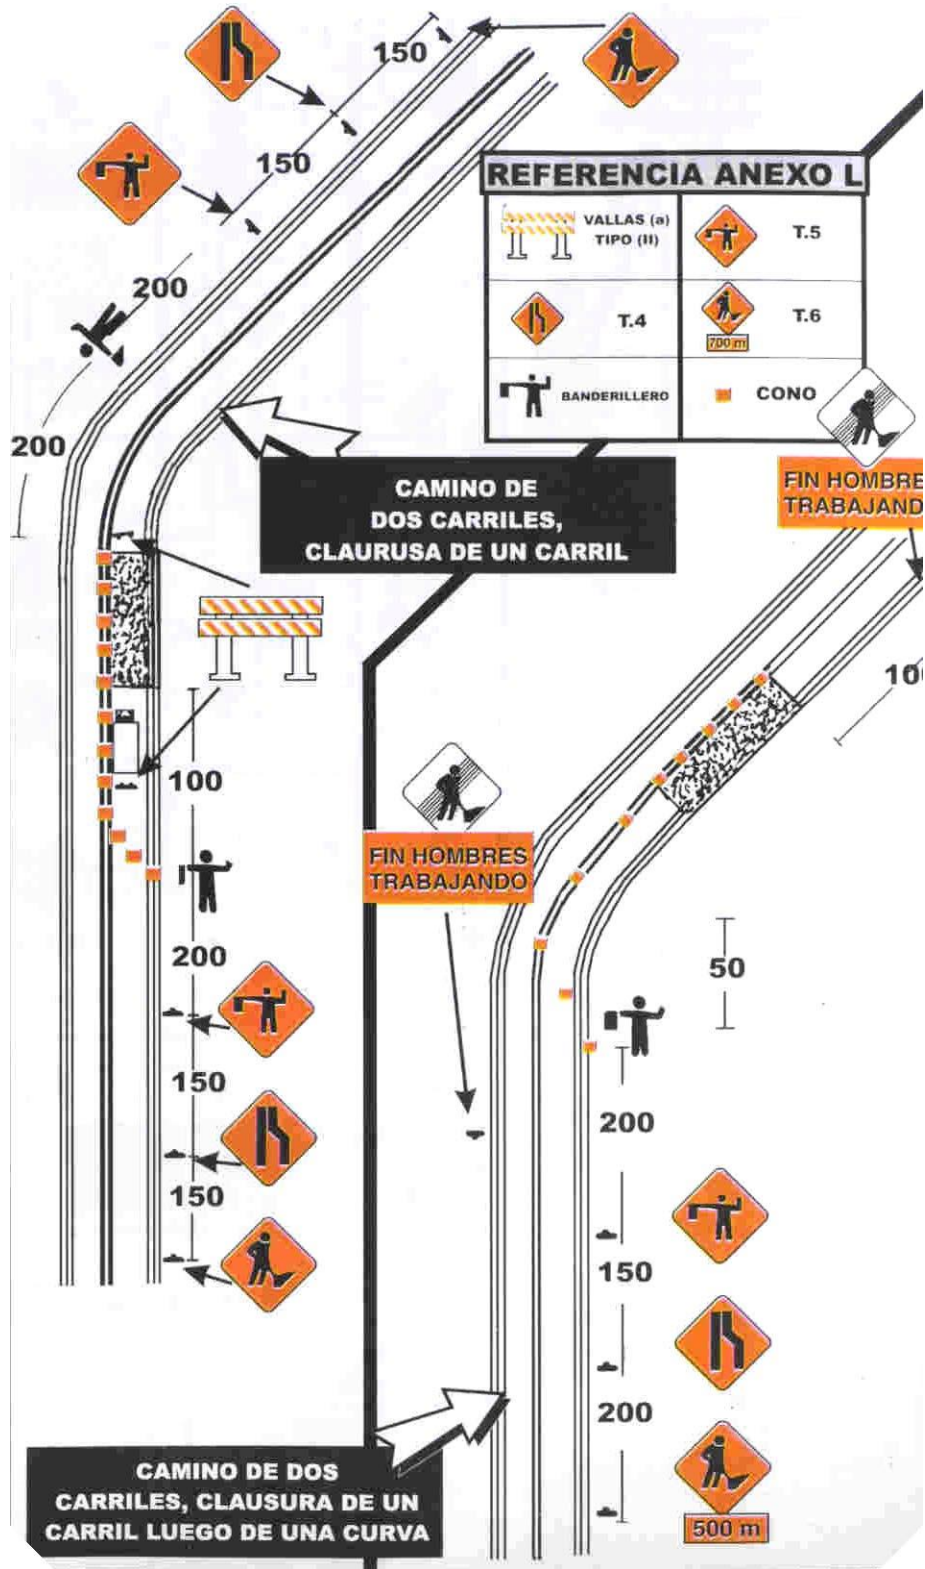 150
150
200
200
REFERENCIA ANEXO L
VALLAS (a)
TIPO (II)
T.5
T.4
T.6
700 m
BANDERILLERO
CONO
CAMINO DE
DOS CARRILES,
CLAURUSA DE UN CARRIL
FIN HOMBRE
TRABAJAND
100
200
150
150
10
FIN HOMBRES
TRABAJANDO
50
200
150
200
500 m
CAMINO DE DOS
CARRILES, CLAUSURA DE UN
CARRIL LUEGO DE UNA CURVA